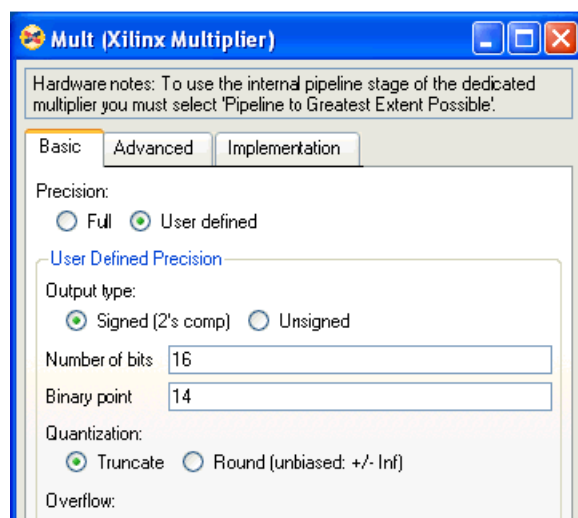 Mult (Xilinx Multiplier)
Hardware notes: To use the internal pipeline stage of the dedicated
multiplier you must select 'Pipeline to Greatest Extent Possible'.
Basic Advanced Implementation
Precision:
Full User defined
User Defined Precision
Output type:
Signed (2's comp) Unsigned
Number of bits 16
Binary point 14
Quantization:
Truncate Round (unbiased: +/- Inf)
Overflow: